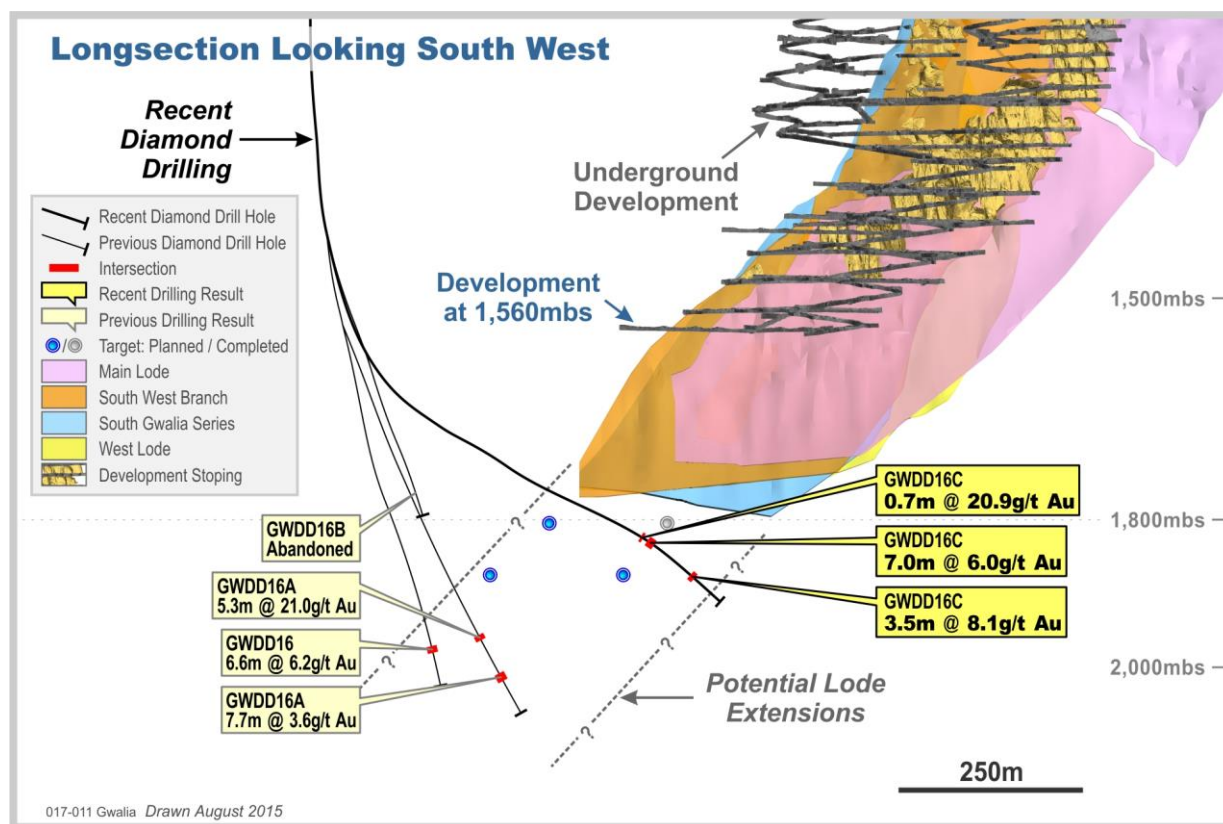 Longsection Looking South West
Recent
Diamond
Drilling
Underground
Development
Recent Diamond Drill Hole
Previous Diamond Drill Hole
Intersection
Recent Drilling Result
Previous Drilling Result
/ Target: Planned / Completed
Main Lode
South West Branch
South Gwalia Series
West Lode
Development Stoping
Development
at 1,560mbs
1,500mbs
GWDD16C
0.7m @ 20.9g/t Au
GWDD16B
Abandoned
?
?
1,800mbs
GWDD16C
7.0m @ 6.0g/t Au
GWDD16A
5.3m @ 21.0g/t Au
GWDD16C
3.5m @ 8.1g/t Au
GWDD16
6.6m @ 6.2g/t Au
?
?
2,000mbs
GWDD16A
7.7m @ 3.6g/t Au
Potential Lode
Extensions
?
250m
017-011 Gwalia Drawn August 2015